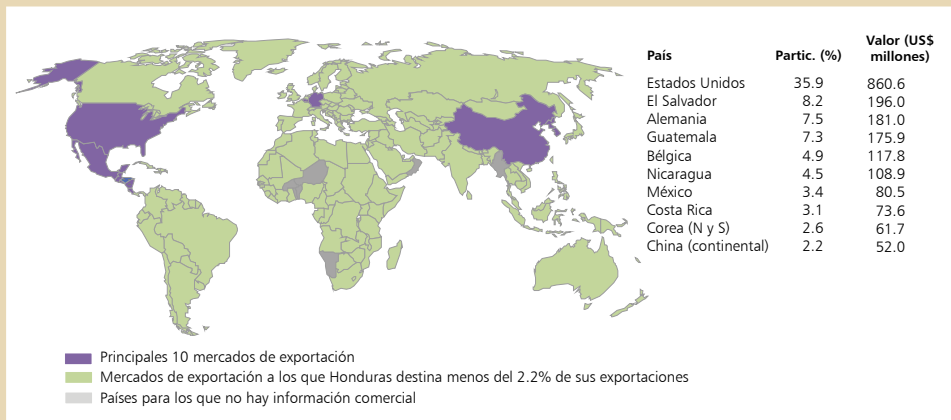 País Partic. (%) Valor (US$ millones)
Estados Unidos 35.9 860.6
El Salvador 8.2 196.0
Alemania 7.5 181.0
Guatemala 7.3 175.9
Bélgica 4.9 117.8
Nicaragua 4.5 108.9
México 3.4 80.5
Costa Rica 3.1 73.6
Corea (N y S) 2.6 61.7
China (continental) 2.2 52.0
Principales 10 mercados de exportación
Mercados de exportación a los que Honduras destina menos del 2.2% de sus exportaciones
Países para los que no hay información comercial